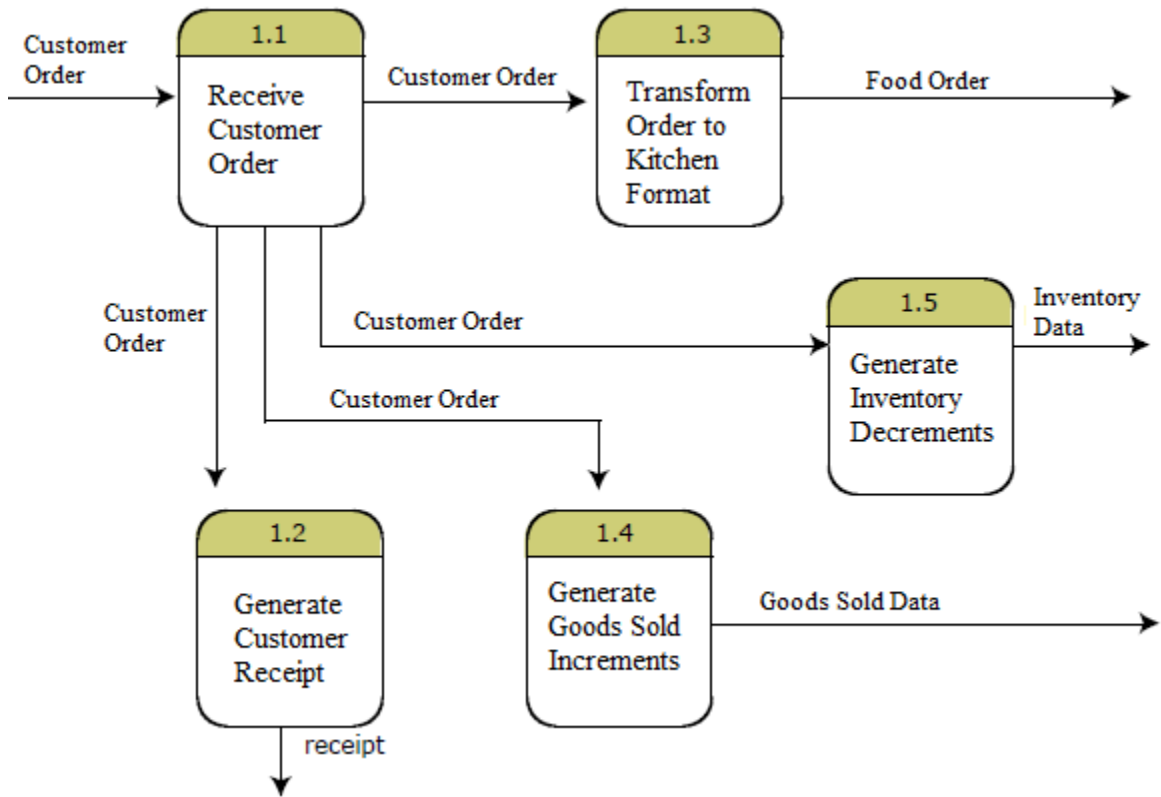 Customer
Order
1.1
Receive
Customer
Order
Customer Order
1.3
Transform
Order to
Kitchen
Format
Food Order
Customer
Order
Customer Order
1.5
Generate
Inventory
Decrements
Inventory
Data
Customer Order
1.2
Generate
Customer
Receipt
receipt
1.4
Generate
Goods Sold
Increments
Goods Sold Data